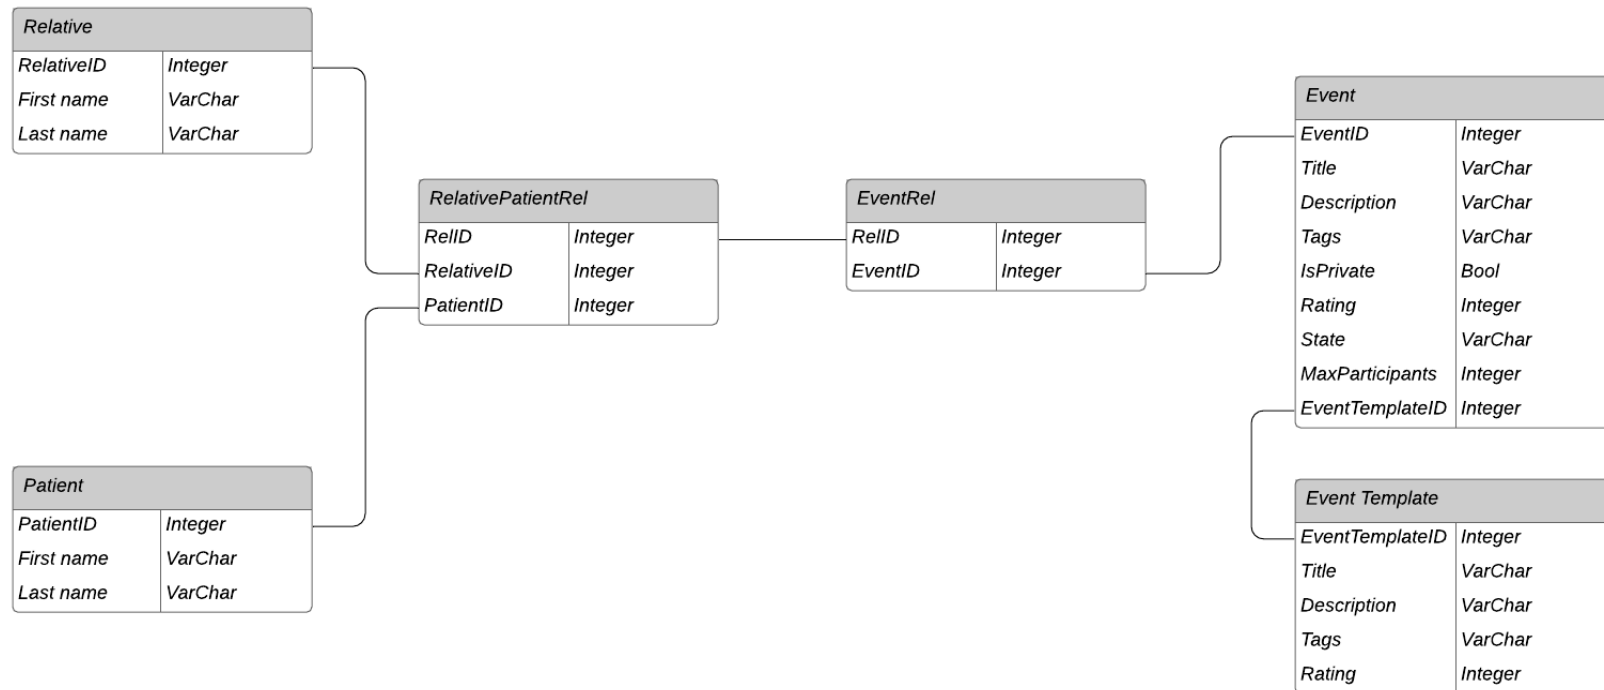 Relative
RelativeID Integer
First name VarChar
Last name VarChar
RelativePatientRel
RelID Integer
RelativeID Integer
PatientID Integer
EventRel
RelID Integer
EventID Integer
Event
EventID Integer
Title VarChar
Description VarChar
Tags VarChar
IsPrivate Bool
Rating Integer
State VarChar
MaxParticipants Integer
EventTemplateID Integer
Patient
PatientID Integer
First name VarChar
Last name VarChar
Event Template
EventTemplateID Integer
Title VarChar
Description VarChar
Tags VarChar
Rating Integer